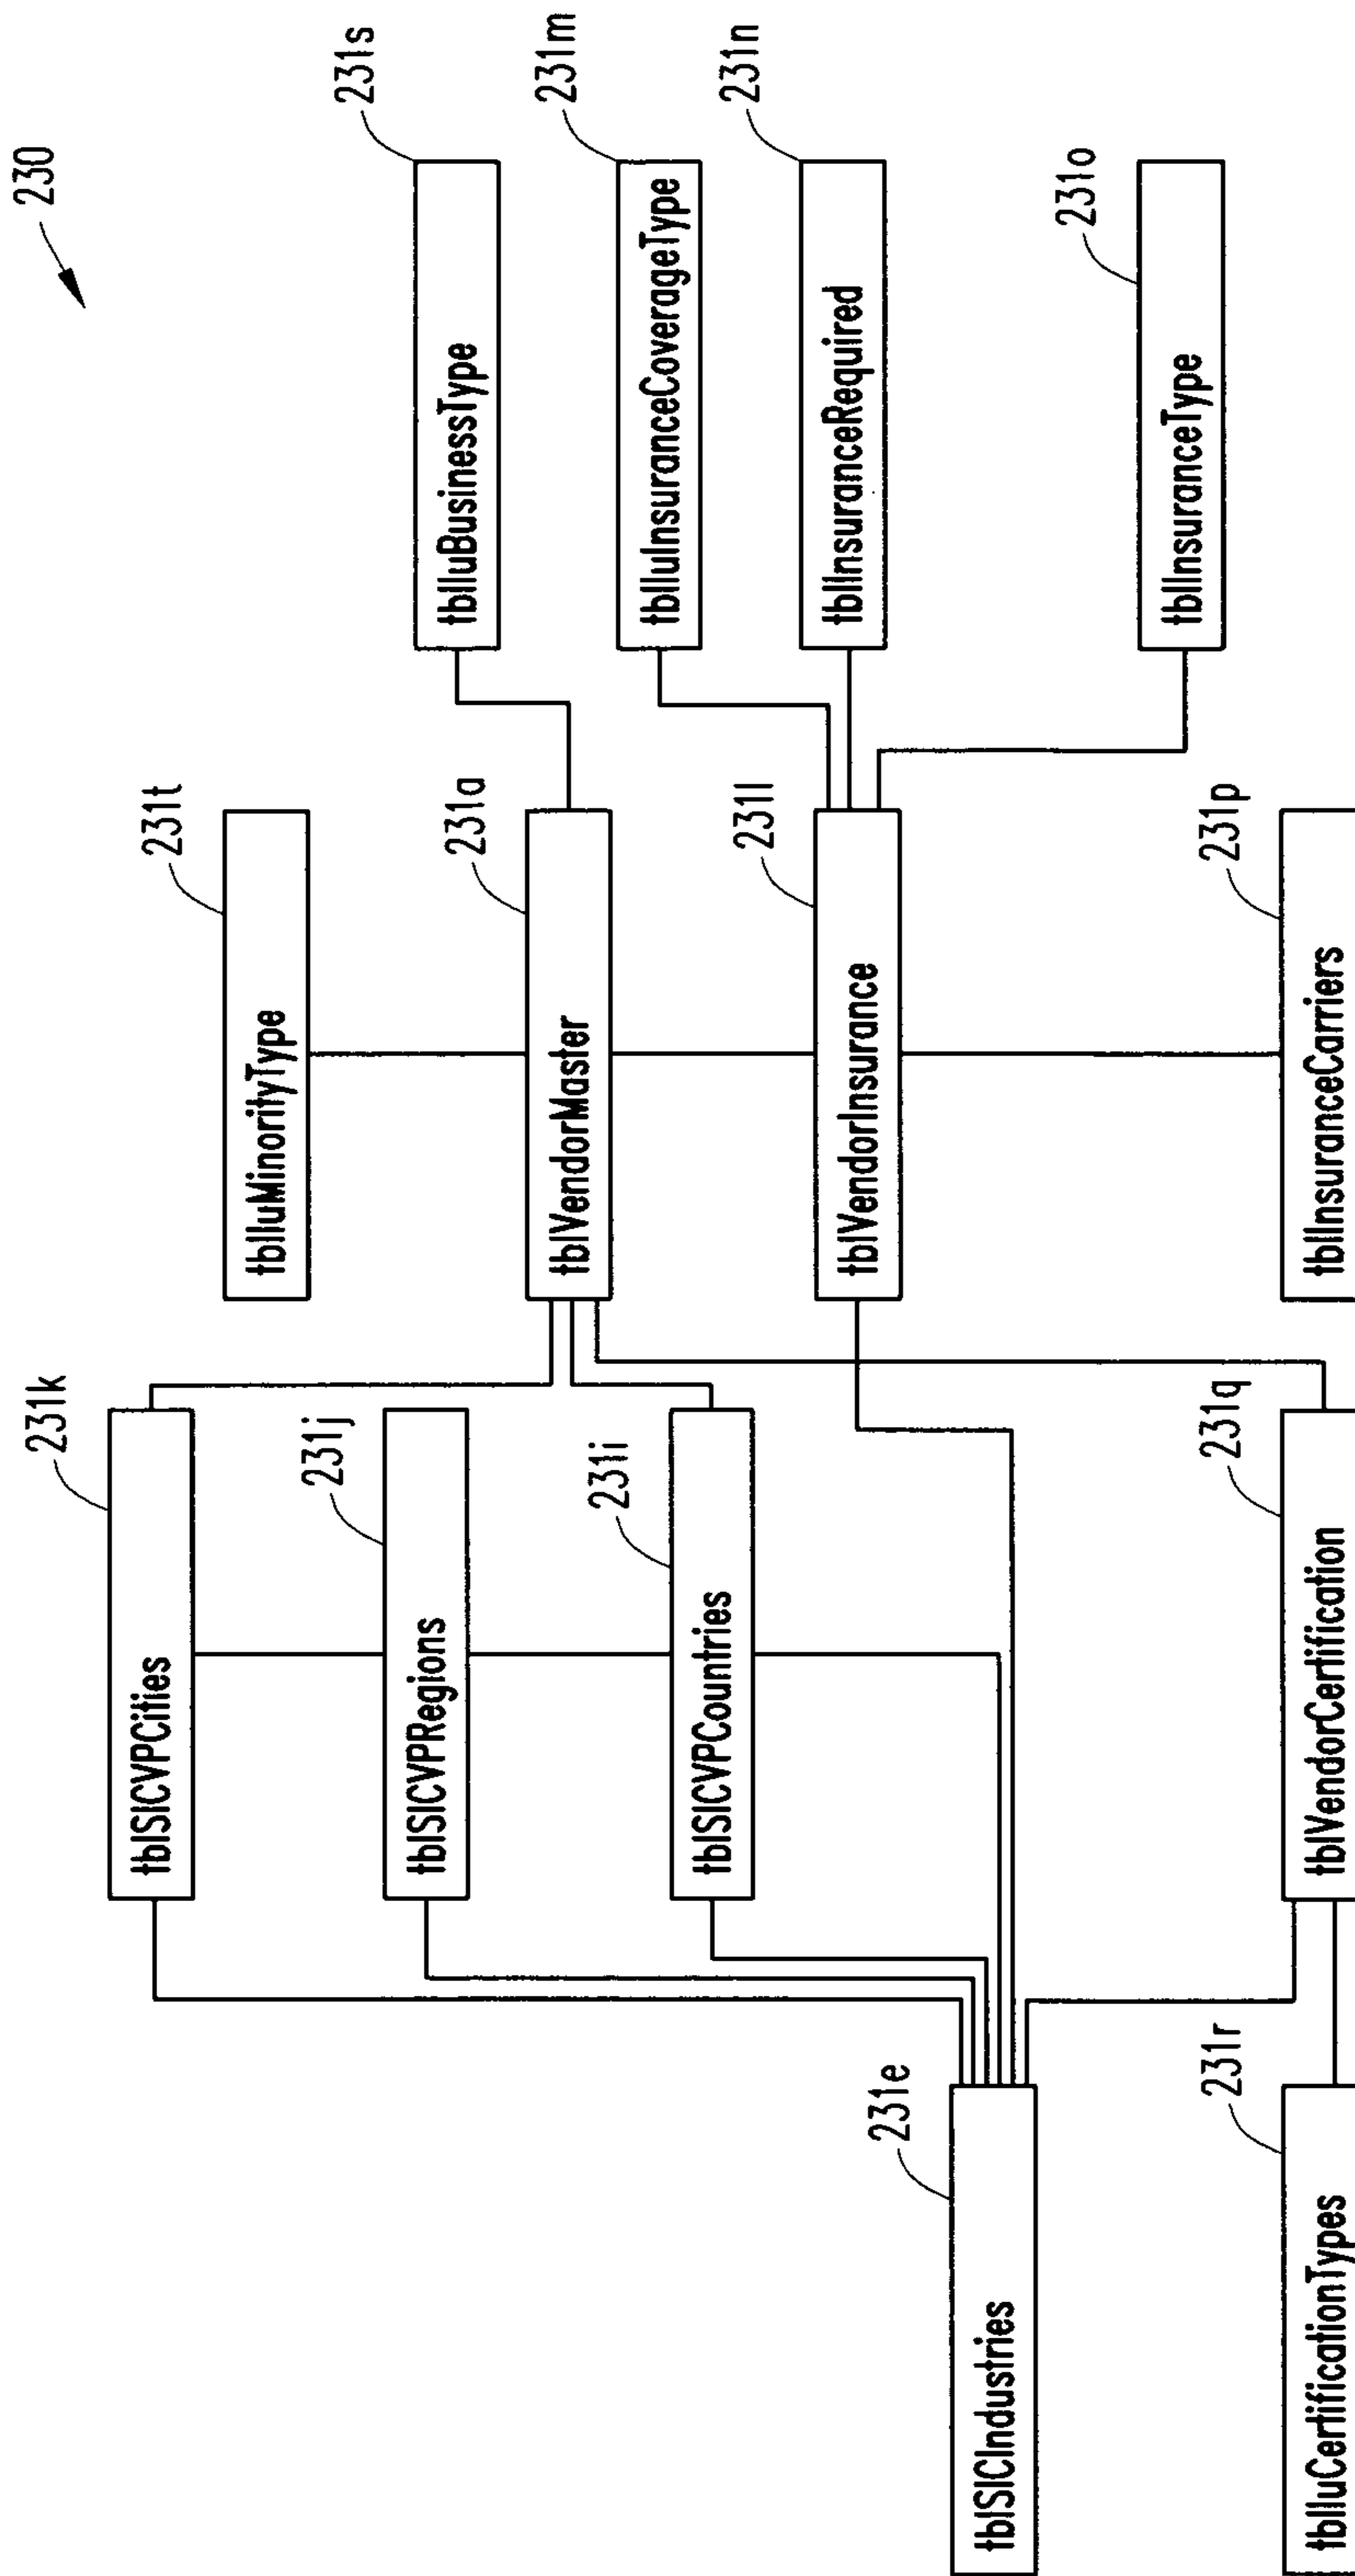 230
tblSICVPCities
231k
tblSICVPRegions
231j
tblSICVPCountries
231i
tblSICIndustries
231e
tblluCertificationTypes
231r
tblVendorCertification
231q
tblluMinorityType
231t
tblVendorMaster
231a
tblVendorInsurance
231l
tblInsuranceCarriers
231p
tblluBusinessType
231s
tblluInsuranceCoverageType
231m
tblInsuranceRequired
231n
tblInsuranceType
231o